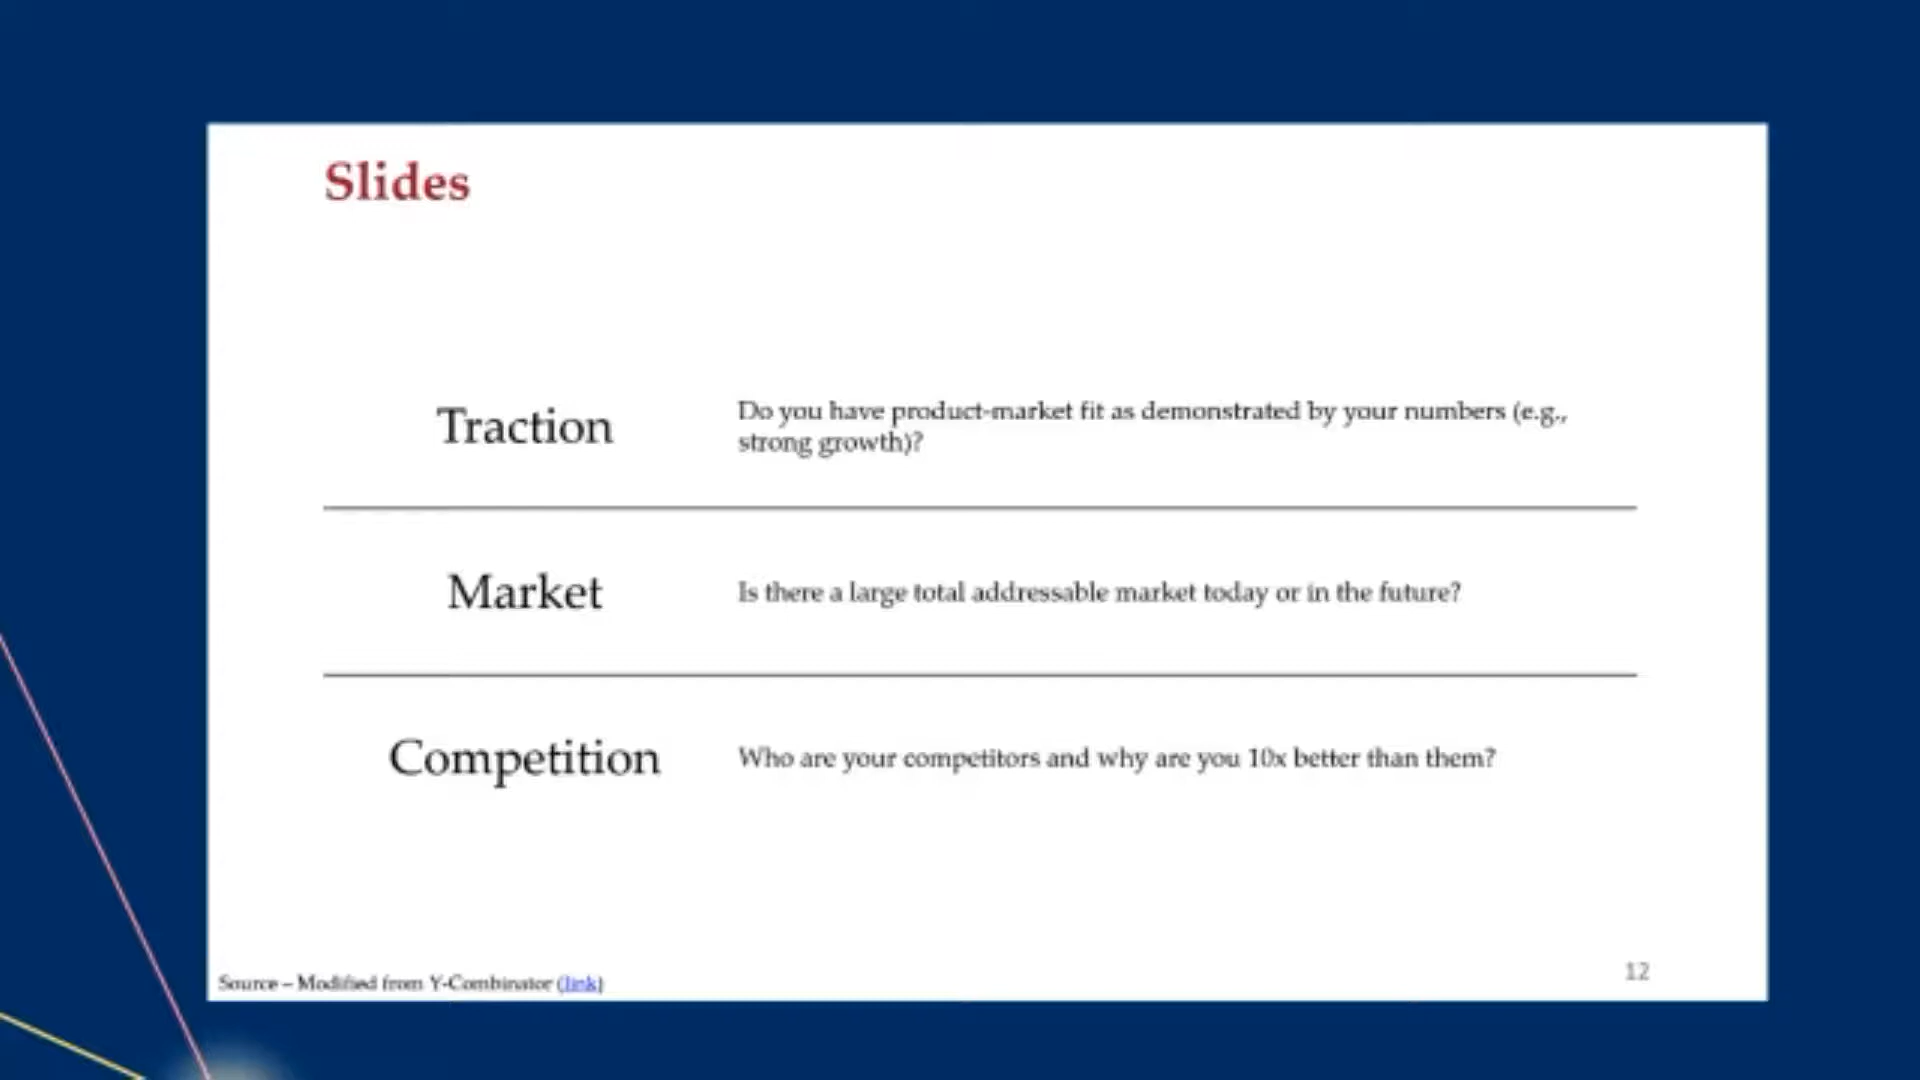 Slides
Traction
Do you have product-market fit as demonstrated by your numbers (e.g.,
strong growth)?
Market
Is there a large total addressable market today or in the future?
Competition
Who are your competitors and why are you 10x better than them?
Source – Modified from Y-Combinator (link)
12